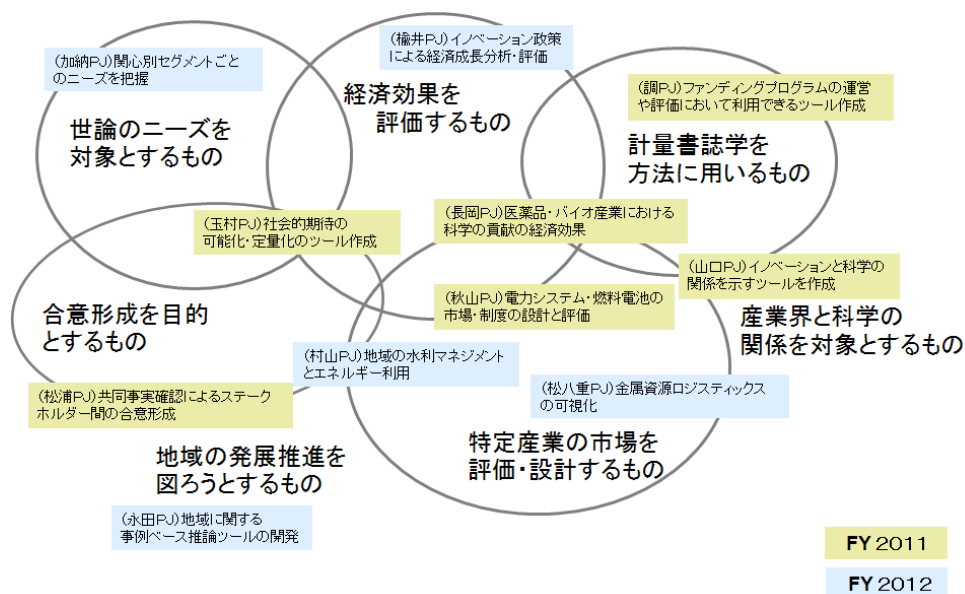 (加納PJ)関心別セグメントごと
のニーズを把握
(楡井PJ)イノベーション政策
による経済成長分析・評価
(調PJ)ファンディングプログラムの運営
や評価において利用できるツール作成
世論のニーズを
対象とするもの
経済効果を
評価するもの
計量書誌学を
方法に用いるもの
(玉村PJ)社会的期待の
可能化・定量化のツール作成
(長岡PJ)医薬品・バイオ産業における
科学の貢献の経済効果
(山口PJ)イノベーションと科学の
関係を示すツールを作成
(秋山PJ)電力システム・燃料電池の
市場・制度の設計と評価
合意形成を目的
とするもの
産業界と科学の
関係を対象とするもの
(村山PJ)地域の水利マネジメント
とエネルギー利用
(松八重PJ)金属資源ロジスティックス
の可視化
(松浦PJ)共同事実確認によるステーク
ホルダー間の合意形成
地域の発展推進を
図ろうとするもの
特定産業の市場を
評価・設計するもの
(永田PJ)地域に関する
事例ベース推論ツールの開発
FY 2011
FY 2012